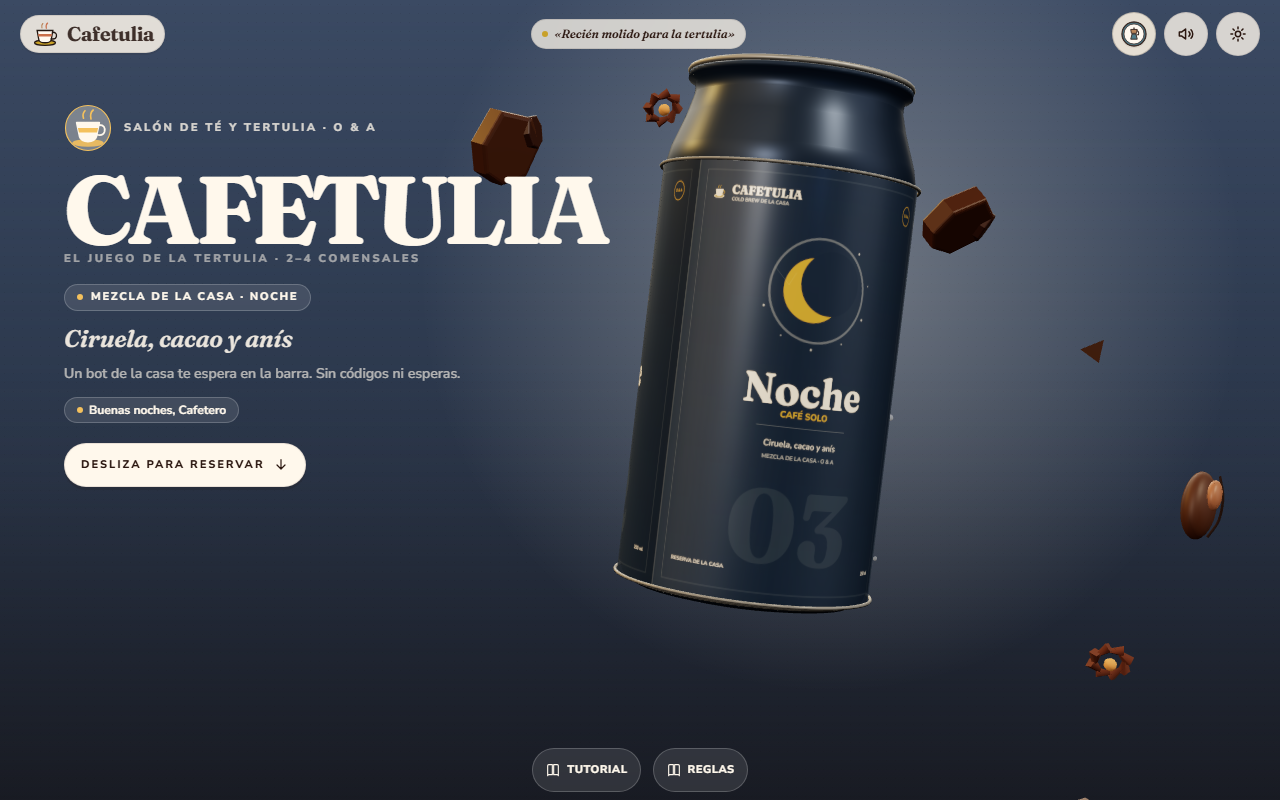 Cafetulia
«Recién molido para la tertulia»
SALÓN DE TÉ Y TERTULIA · O & A
CAFETULIA
EL JUEGO DE LA TERTULIA · 2–4 COMENSALES
MEZCLA DE LA CASA · NOCHE
Ciruela, cacao y anís
Un bot de la casa te espera en la barra. Sin códigos ni esperas.
Buenas noches, Cafetero
DESLIZA PARA RESERVAR
CAFETULIA
COLD BREW DE LA CASA
Noche
CAFÉ SOLO
Ciruela, cacao y anís
MEZCLA DE LA CASA · O & A
03
RESERVA DE LA CASA
TUTORIAL
REGLAS